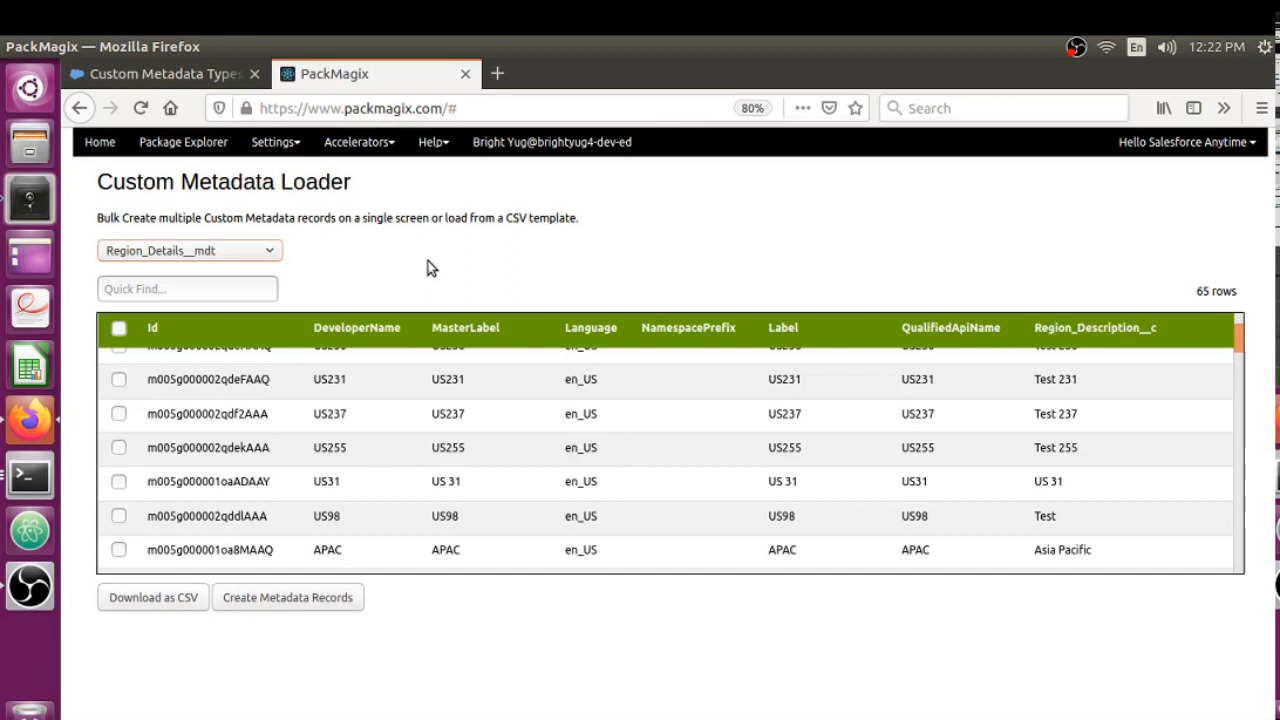 PackMagix — Mozilla Firefox
En
12:22 PM
Custom Metadata Types
PackMagix
https://www.packmagix.com/#
80%
Search
Home
Package Explorer
Settings
Accelerators
Help
Bright Yug@brightyug4-dev-ed
Hello Salesforce Anytime
Custom Metadata Loader
Bulk Create multiple Custom Metadata records on a single screen or load from a CSV template.
Region_Details__mdt
Quick Find...
65 rows
Id DeveloperName MasterLabel Language NamespacePrefix Label QualifiedApiName Region_Description__c
m005g000002qdeFAAQ US231 US231 en_US US231 US231 Test 231
m005g000002qdf2AAA US237 US237 en_US US237 US237 Test 237
m005g000002qdekAAA US255 US255 en_US US255 US255 Test 255
m005g000001oaADAAY US31 US 31 en_US US 31 US31 US 31
m005g000002qddlAAA US98 US98 en_US US98 US98 Test
m005g000001oa8MAAQ APAC APAC en_US APAC APAC Asia Pacific
Download as CSV
Create Metadata Records